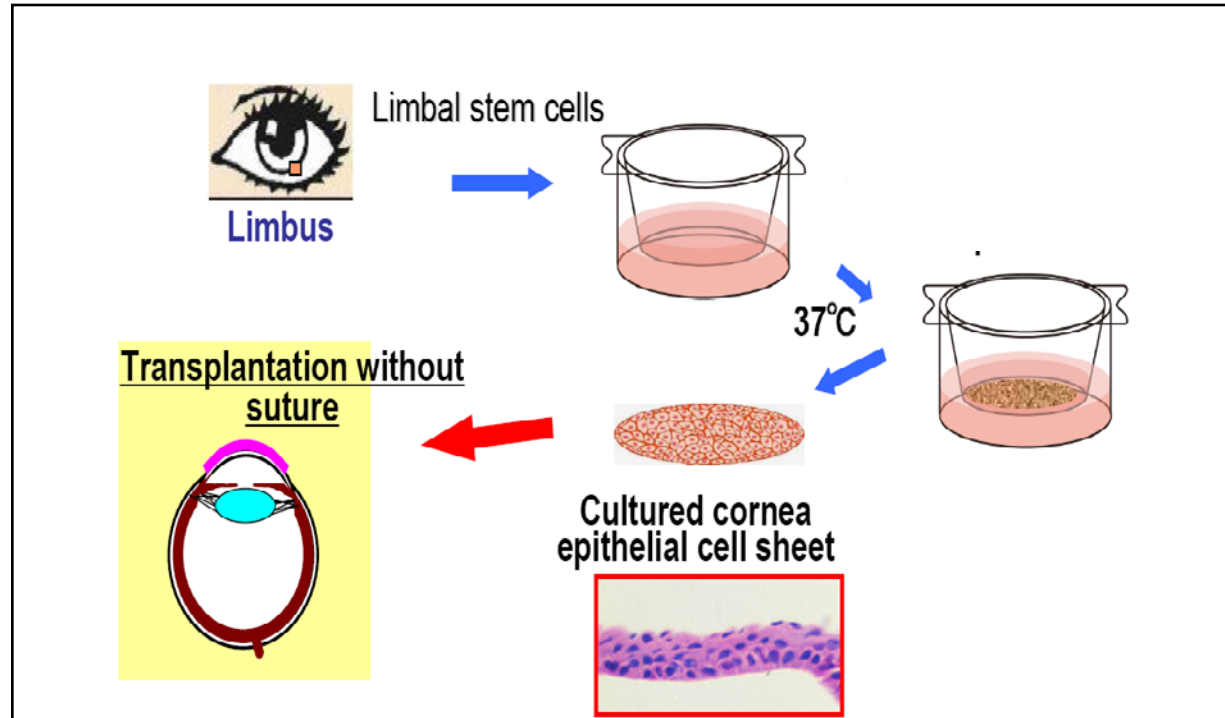 Limbal stem cells
Limbus
37°C
Transplantation without
suture
Cultured cornea
epithelial cell sheet